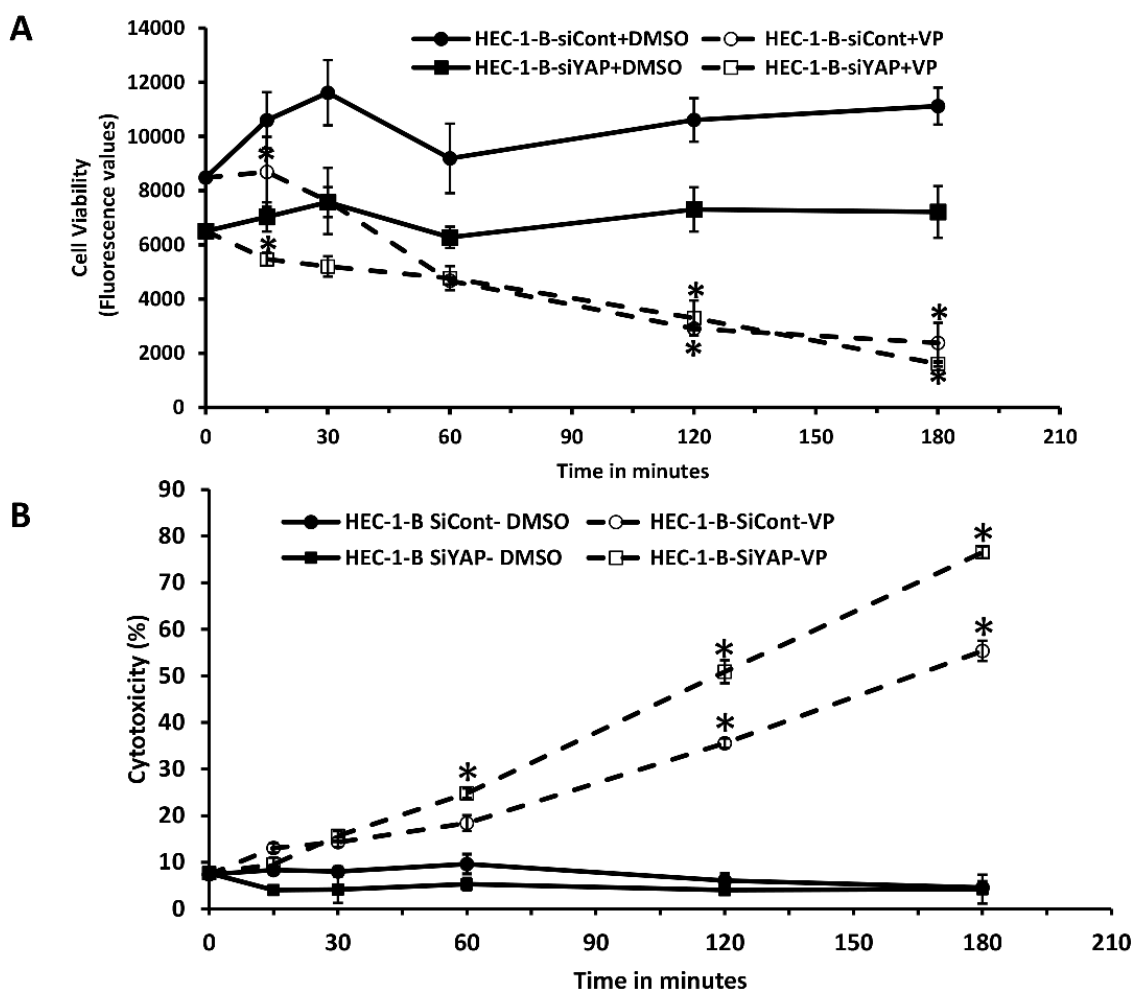 A
HEC-1-B-siCont+DMSO
HEC-1-B-siCont+VP
HEC-1-B-siYAP+DMSO
HEC-1-B-siYAP+VP
Cell Viability
(Fluorescence values)
14000
12000
10000
8000
6000
4000
2000
0
*
*
*
*
*
*
0 30 60 90 120 150 180 210
Time in minutes
B
HEC-1-B SiCont- DMSO
HEC-1-B-SiCont-VP
HEC-1-B SiYAP- DMSO
HEC-1-B-SiYAP-VP
Cytotoxicity (%)
90
80
70
60
50
40
30
20
10
0
*
*
*
*
*
0 30 60 90 120 150 180 210
Time in minutes